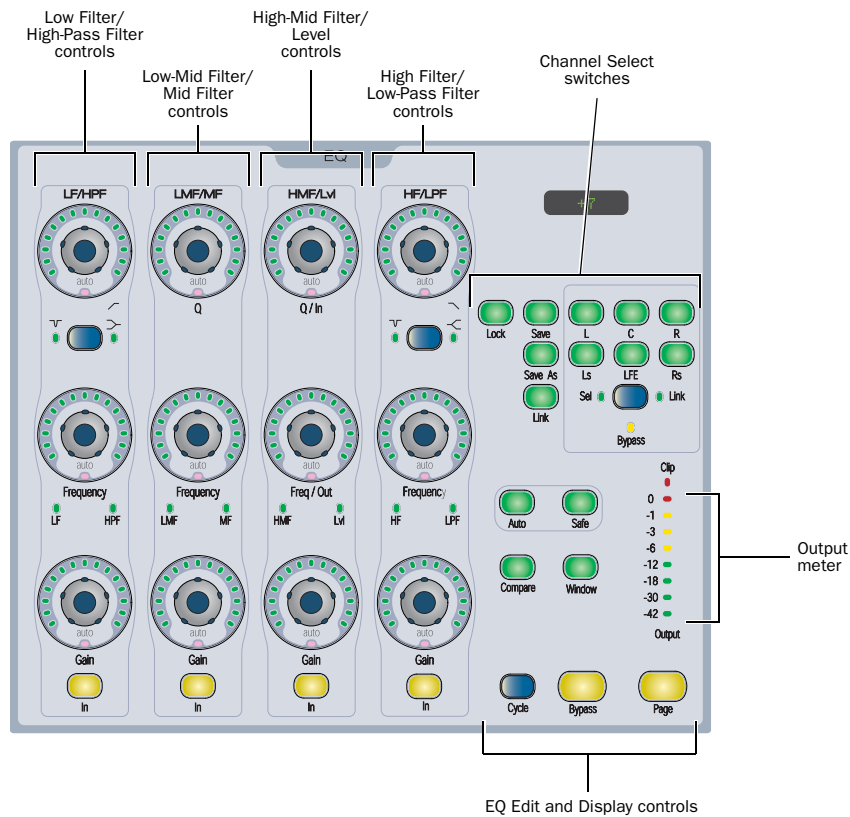 Low Filter/
High-Pass Filter
controls
High-Mid Filter/
Level
controls
Low-Mid Filter/
Mid Filter
controls
High Filter/
Low-Pass Filter
controls
Channel Select
switches
EQ
LF/HPF
LMF/MF
HMF/Lvl
HF/LPF
+7
auto
auto
auto
auto
Q
Q / In
Lock
Save
L
C
R
Save As
Ls
LFE
Rs
Link
Sel
Link
Bypass
auto
auto
auto
auto
Frequency
Frequency
Freq / Out
Frequency
LF
HPF
LMF
MF
HMF
Lvl
HF
LPF
Clip
0
-1
-3
-6
-12
-18
-30
-42
Output
Output
meter
Auto
Safe
Compare
Window
auto
auto
auto
auto
Gain
Gain
Gain
Gain
In
In
In
In
Cycle
Bypass
Page
EQ Edit and Display controls